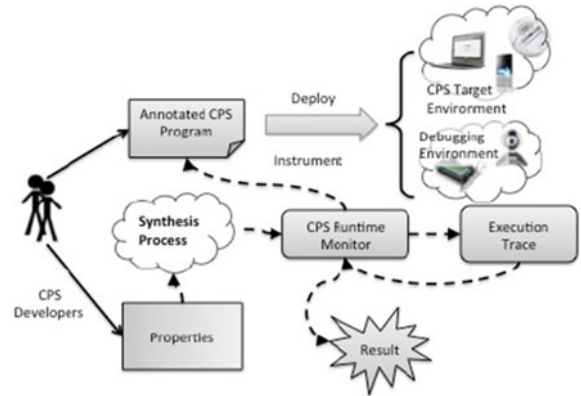 Annotated CPS
Program
Deploy
Instrument
CPS Target
Environment
Debugging
Environment
Synthesis
Process
CPS Runtime
Monitor
Execution
Trace
CPS
Developers
Properties
Result